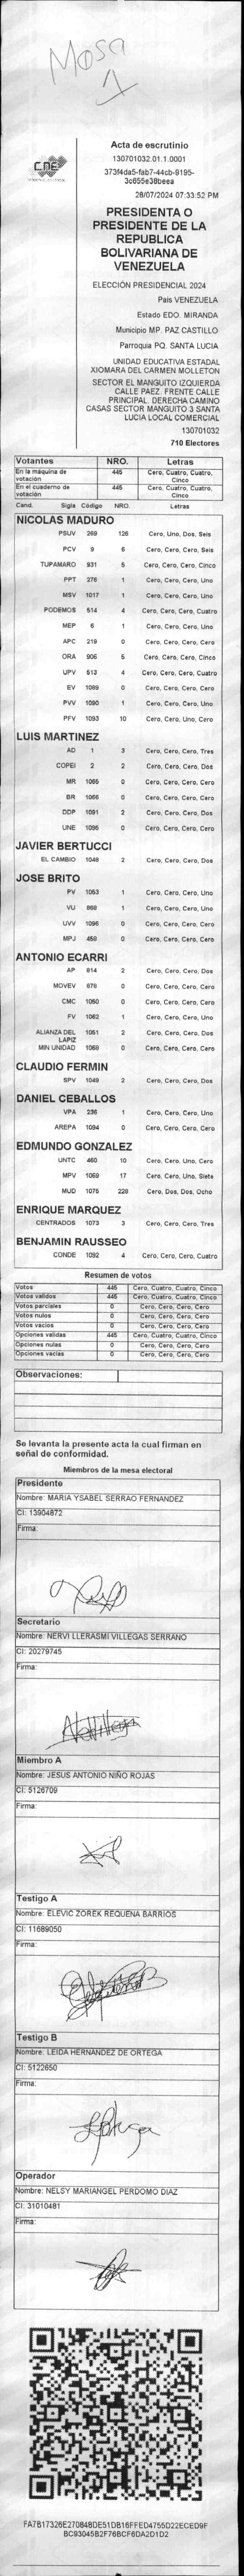 Mesa
1
Acta de escrutinio
130701032.01.1.0001
373f4da5-fab7-44cb-9195-
3c655e38beea
28/07/2024 07:33:52 PM
CNE
PRESIDENTA O
PRESIDENTE DE LA
REPUBLICA
BOLIVARIANA DE
VENEZUELA
ELECCIÓN PRESIDENCIAL 2024
País VENEZUELA
Estado EDO. MIRANDA
Municipio MP. PAZ CASTILLO
Parroquia PQ. SANTA LUCIA
UNIDAD EDUCATIVA ESTADAL
XIOMARA DEL CARMEN MOLLETON
SECTOR EL MANGUITO IZQUIERDA
CALLE PAEZ. FRENTE CALLE
PRINCIPAL. DERECHA CAMINO
CASAS SECTOR MANGUITO 3 SANTA
LUCIA LOCAL COMERCIAL
130701032
710 Electores
Votantes NRO. Letras
En la máquina de votación 445 Cero, Cuatro, Cuatro, Cinco
En el cuaderno de votación 445 Cero, Cuatro, Cuatro, Cinco
Cand. Sigla Código NRO. Letras
NICOLAS MADURO
PSUV 269 126 Cero, Uno, Dos, Seis
PCV 9 6 Cero, Cero, Cero, Seis
TUPAMARO 931 5 Cero, Cero, Cero, Cinco
PPT 276 1 Cero, Cero, Cero, Uno
MSV 1017 1 Cero, Cero, Cero, Uno
PODEMOS 514 4 Cero, Cero, Cero, Cuatro
MEP 6 1 Cero, Cero, Cero, Uno
APC 219 0 Cero, Cero, Cero, Cero
ORA 906 5 Cero, Cero, Cero, Cinco
UPV 513 4 Cero, Cero, Cero, Cuatro
EV 1089 0 Cero, Cero, Cero, Cero
PVV 1090 1 Cero, Cero, Cero, Uno
PFV 1093 10 Cero, Cero, Uno, Cero
LUIS MARTINEZ
AD 1 3 Cero, Cero, Cero, Tres
COPEI 2 2 Cero, Cero, Cero, Dos
MR 1065 0 Cero, Cero, Cero, Cero
BR 1066 0 Cero, Cero, Cero, Cero
DDP 1091 2 Cero, Cero, Cero, Dos
UNE 1095 0 Cero, Cero, Cero, Cero
JAVIER BERTUCCI
EL CAMBIO 1048 2 Cero, Cero, Cero, Dos
JOSE BRITO
PV 1053 1 Cero, Cero, Cero, Uno
VU 868 1 Cero, Cero, Cero, Uno
UVV 1096 0 Cero, Cero, Cero, Cero
MPJ 459 0 Cero, Cero, Cero, Cero
ANTONIO ECARRI
AP 814 2 Cero, Cero, Cero, Dos
MOVEV 878 0 Cero, Cero, Cero, Cero
CMC 1050 0 Cero, Cero, Cero, Cero
FV 1062 1 Cero, Cero, Cero, Uno
ALIANZA DEL LAPIZ 1051 2 Cero, Cero, Cero, Dos
MIN UNIDAD 1068 0 Cero, Cero, Cero, Cero
CLAUDIO FERMIN
SPV 1049 2 Cero, Cero, Cero, Dos
DANIEL CEBALLOS
VPA 236 1 Cero, Cero, Cero, Uno
AREPA 1094 0 Cero, Cero, Cero, Cero
EDMUNDO GONZALEZ
UNTC 460 10 Cero, Cero, Uno, Cero
MPV 1069 17 Cero, Cero, Uno, Siete
MUD 1075 228 Cero, Dos, Dos, Ocho
ENRIQUE MARQUEZ
CENTRADOS 1073 3 Cero, Cero, Cero, Tres
BENJAMIN RAUSSEO
CONDE 1092 4 Cero, Cero, Cero, Cuatro
Resumen de votos
Votos 445 Cero, Cuatro, Cuatro, Cinco
Votos validos 445 Cero, Cuatro, Cuatro, Cinco
Votos parciales 0 Cero, Cero, Cero, Cero
Votos nulos 0 Cero, Cero, Cero, Cero
Votos vacios 0 Cero, Cero, Cero, Cero
Opciones validas 445 Cero, Cuatro, Cuatro, Cinco
Opciones nulas 0 Cero, Cero, Cero, Cero
Opciones vacias 0 Cero, Cero, Cero, Cero
Observaciones:
Se levanta la presente acta la cual firman en
señal de conformidad.
Miembros de la mesa electoral
Presidente
Nombre: MARIA YSABEL SERRAO FERNANDEZ
CI: 13904872
Firma:
Secretario
Nombre: NERVI LLERASMI VILLEGAS SERRANO
CI: 20279745
Firma:
Miembro A
Nombre: JESUS ANTONIO NIÑO ROJAS
CI: 5126709
Firma:
Testigo A
Nombre: ELEVIC ZOREK REQUENA BARRIOS
CI: 11689050
Firma:
Testigo B
Nombre: LEIDA HERNANDEZ DE ORTEGA
CI: 5122650
Firma:
Operador
Nombre: NELSY MARIANGEL PERDOMO DIAZ
CI: 31010481
Firma:
FA7B17326E270848DE51DB16FFED4755D22ECED9F
BC93045B2F76BCF6DA2D1D2